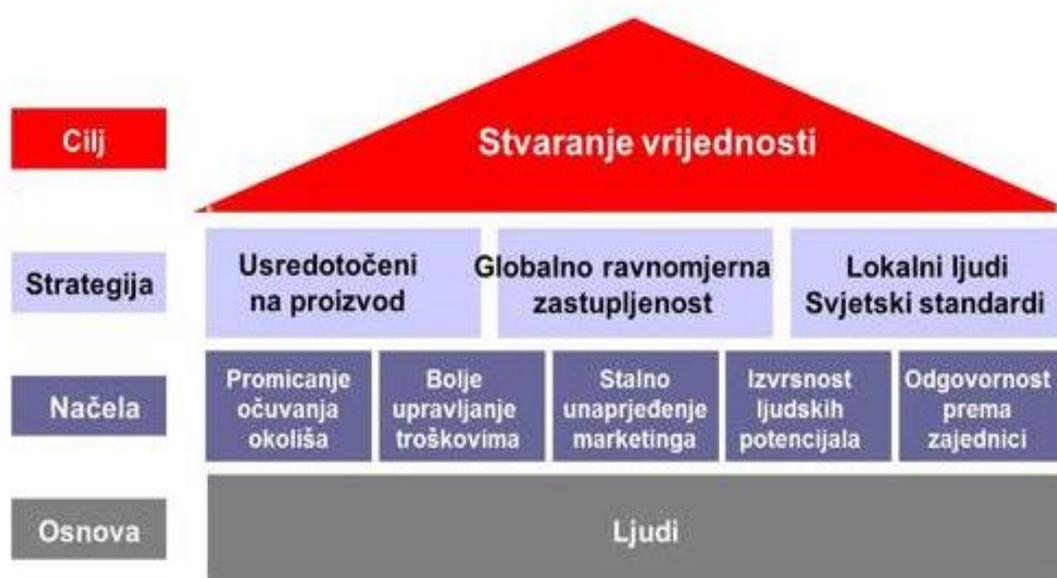 Cilj
Stvaranje vrijednosti
Strategija
Usredotočeni
na proizvod
Globalno ravnomjerna
zastupljenost
Lokalni ljudi
Svjetski standardi
Načela
Promicanje
očuvanja
okoliša
Bolje
upravljanje
troškovima
Stalno
unaprjeđenje
marketinga
Izvrsnost
ljudskih
potencijala
Odgovornost
prema
zajednici
Osnova
Ljudi